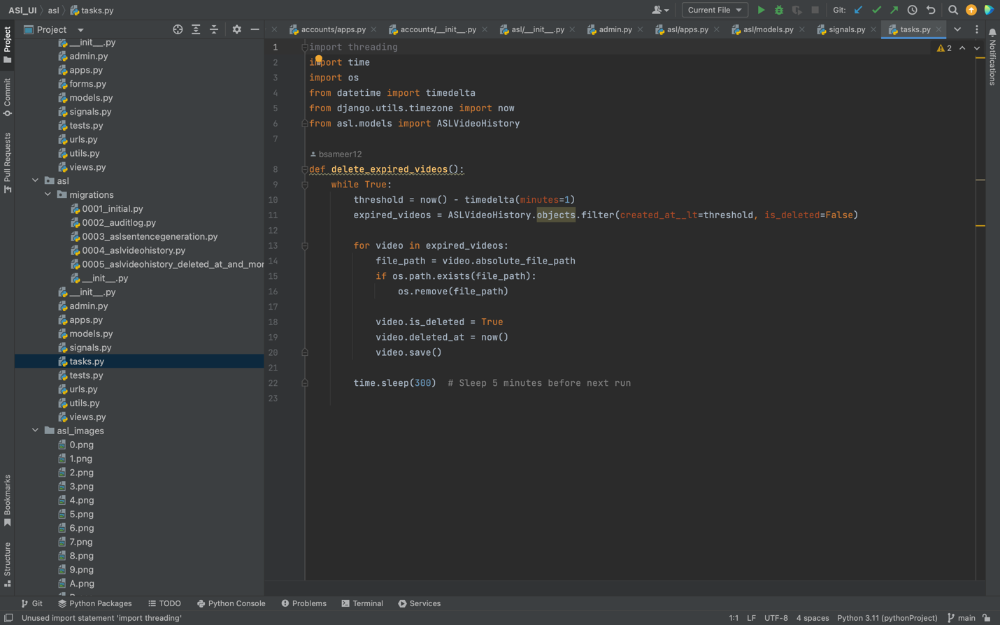 ASI_UI asl tasks.py
Current File
Git:
Project
accounts/apps.py
accounts/__init__.py
asl/__init__.py
admin.py
asl/apps.py
asl/models.py
signals.py
tasks.py
Project
Commit
Pull Requests
Bookmarks
Structure
__init__.py
admin.py
apps.py
forms.py
models.py
signals.py
tests.py
urls.py
utils.py
views.py
asl
migrations
0001_initial.py
0002_auditlog.py
0003_aslsentencegeneration.py
0004_aslvideohistory.py
0005_aslvideohistory_deleted_at_and_mor
__init__.py
__init__.py
admin.py
apps.py
models.py
signals.py
tasks.py
tests.py
urls.py
utils.py
views.py
asl_images
0.png
1.png
2.png
3.png
4.png
5.png
6.png
7.png
8.png
9.png
A.png
1 import threading
2 import time
3 import os
4 from datetime import timedelta
5 from django.utils.timezone import now
6 from asl.models import ASLVideoHistory
7
bsameer12
8 def delete_expired_videos():
9 while True:
10 threshold = now() - timedelta(minutes=1)
11 expired_videos = ASLVideoHistory.objects.filter(created_at__lt=threshold, is_deleted=False)
12
13 for video in expired_videos:
14 file_path = video.absolute_file_path
15 if os.path.exists(file_path):
16 os.remove(file_path)
17
18 video.is_deleted = True
19 video.deleted_at = now()
20 video.save()
21
22 time.sleep(300) # Sleep 5 minutes before next run
23
2
Notifications
Git
Python Packages
TODO
Python Console
Problems
Terminal
Services
Unused import statement 'import threading'
1:1 LF UTF-8 4 spaces Python 3.11 (pythonProject) main